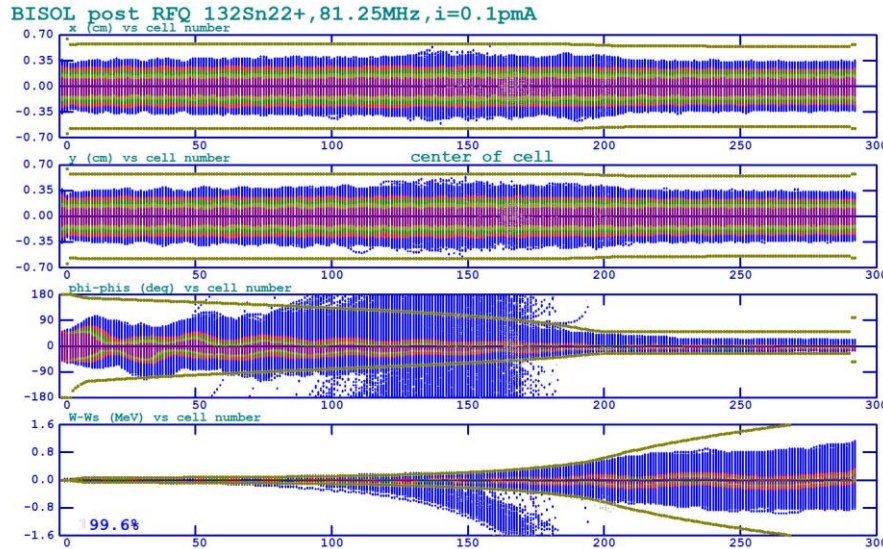 BISOL post RFQ 132Sn22+,81.25MHz,i=0.1pmA
x (cm) vs cell number
0.70
0.35
0.00
-0.35
-0.70
0 50 100 150 200 250 300
y (cm) vs cell number
center of cell
0.70
0.35
0.00
-0.35
-0.70
0 50 100 150 200 250 300
phi-phis (deg) vs cell number
180
90
0
-90
-180
0 50 100 150 200 250 300
W-Ws (MeV) vs cell number
1.6
0.8
0.0
-0.8
-1.6
99.6%
0 50 100 150 200 250 300